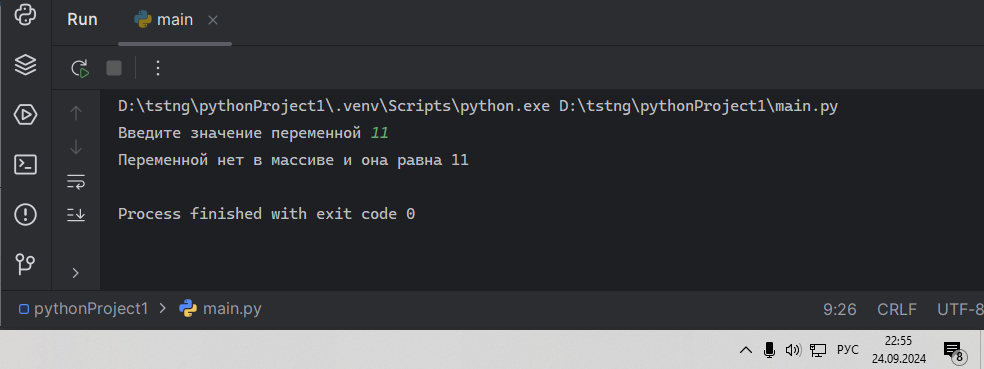 Run main
D:\tstng\pythonProject1\.venv\Scripts\python.exe D:\tstng\pythonProject1\main.py
Введите значение переменной 11
Переменной нет в массиве и она равна 11
Process finished with exit code 0
pythonProject1 > main.py 9:26 CRLF UTF-8
РУС 22:55
24.09.2024 8